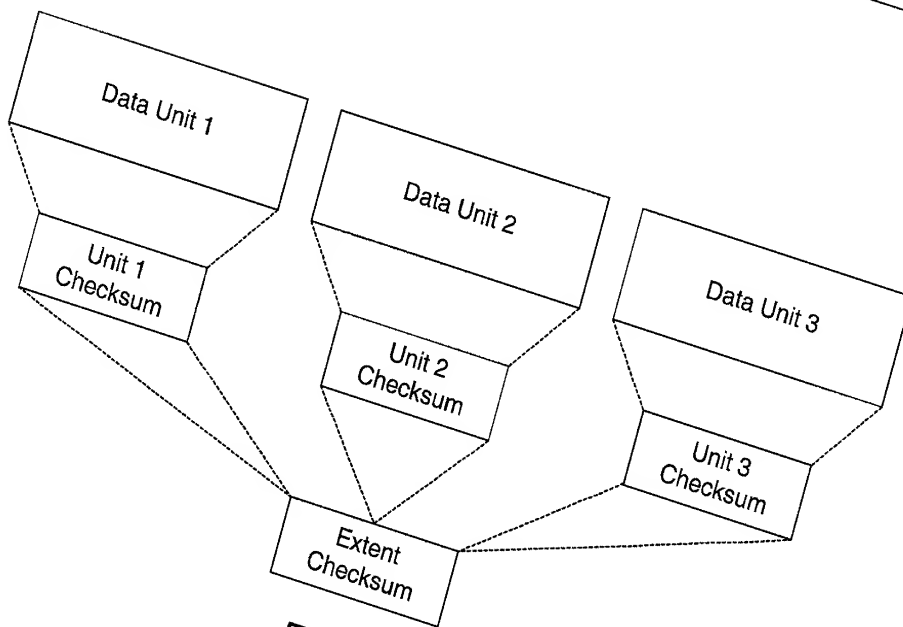 Data Unit 1
Data Unit 2
Data Unit 3
Unit 1
Checksum
Unit 2
Checksum
Unit 3
Checksum
Extent
Checksum